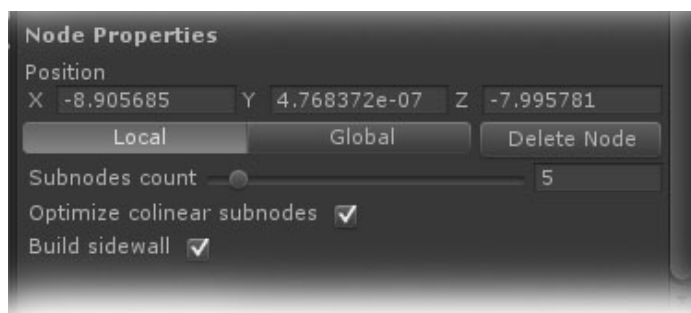 Node Properties
Position
X -8.905685 Y 4.768372e-07 Z -7.995781
Local Global Delete Node
Subnodes count 5
Optimize colinear subnodes
Build sidewall